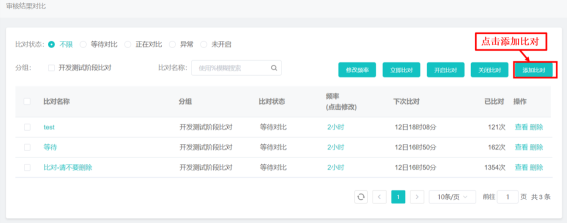 审核结果对比
比对状态: 不限 等待对比 正在对比 异常 未开启
点击添加比对
分组: 开发测试阶段比对 比对名称: 修改频率 立即比对 开启比对 关闭比对 添加比对
比对名称 分组 比对状态 频率 下次比对 已比对 操作
(点击修改)
test 开发测试阶段比对 等待对比 2小时 12日16时08分 121次 查看 删除
等待 开发测试阶段比对 等待对比 2小时 12日16时50分 162次 查看 删除
比对-请不要删除 开发测试阶段比对 等待对比 2小时 12日16时50分 1354次 查看 删除
1 10条/页 前往 1 页 共 3 条